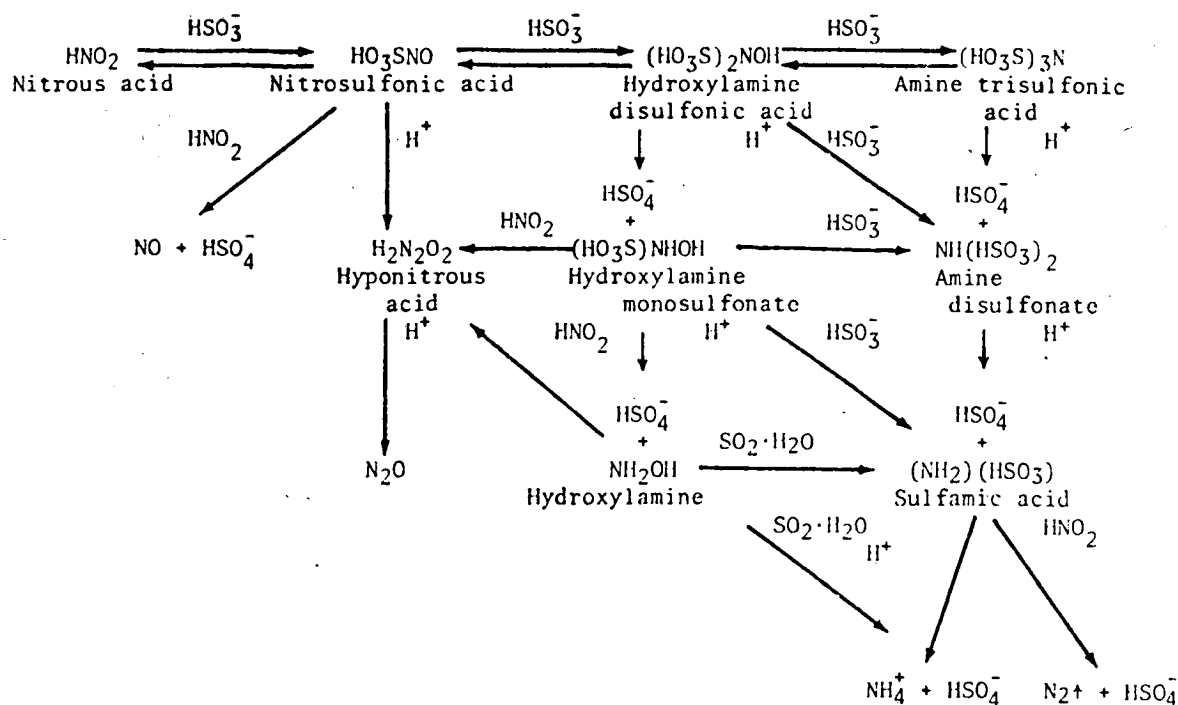 HSO₃⁻ HSO₃⁻ HSO₃⁻
HNO₂ HO₃SNO (HO₃S)₂NOH (HO₃S)₃N
Nitrous acid Nitrosulfonic acid Hydroxylamine Amine trisulfonic
disulfonic acid acid
HNO₂ H⁺ H⁺ HSO₃⁻ H⁺
HSO₄⁻ HSO₄⁻
+ +
HNO₂ HSO₃⁻
NO + HSO₄⁻ H₂N₂O₂ (HO₃S)NHOH NH(HSO₃)₂
Hyponitrous Hydroxylamine Amine
acid monosulfonate disulfonate
H⁺ HNO₂ H⁺ HSO₃⁻ H⁺
HSO₄⁻ HSO₄⁻
+ +
SO₂·H₂O
N₂O NH₂OH (NH₂)(HSO₃)
Hydroxylamine Sulfamic acid
SO₂·H₂O HNO₂
H⁺
NH₄⁺ + HSO₄⁻ N₂↑ + HSO₄⁻